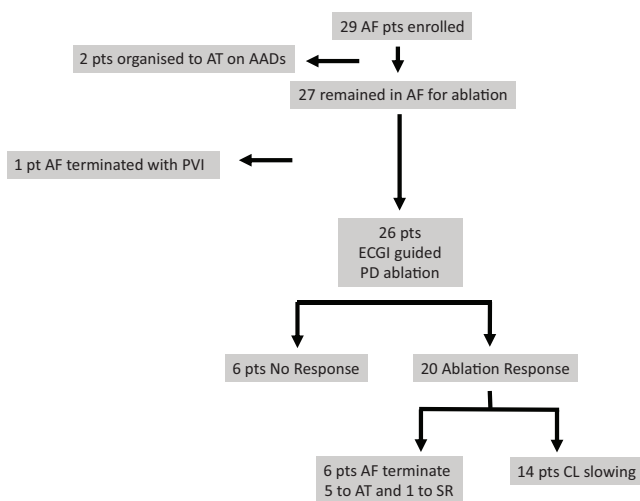 29 AF pts enrolled
2 pts organised to AT on AADs
27 remained in AF for ablation
1 pt AF terminated with PVI
26 pts
ECGI guided
PD ablation
6 pts No Response
20 Ablation Response
6 pts AF terminate
5 to AT and 1 to SR
14 pts CL slowing